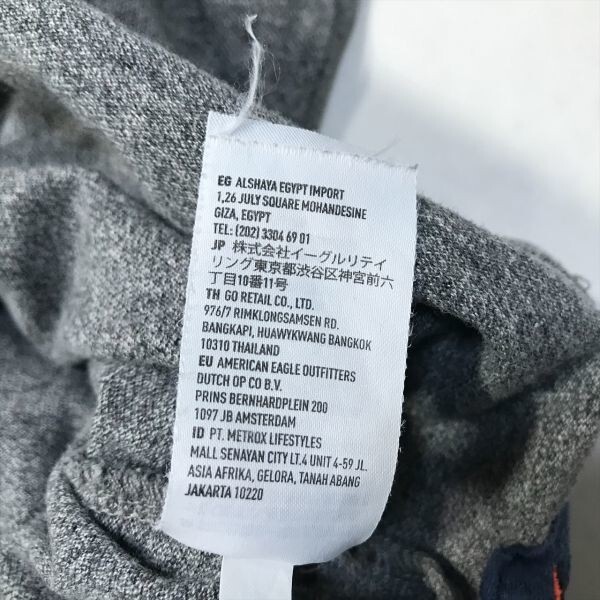 EG ALSHAYA EGYPT IMPORT
1,26 JULY SQUARE MOHANDESINE
GIZA, EGYPT
TEL: (202) 3304 69 01
JP 株式会社イーグルリテイ
リング東京都渋谷区神宮前六
丁目10番11号
TH GO RETAIL CO., LTD.
976/7 RIMKLONGSAMSEN RD.
BANGKAPI, HUAWYKWANG BANGKOK
10310 THAILAND
EU AMERICAN EAGLE OUTFITTERS
DUTCH OP CO B.V.
PRINS BERNHARDPLEIN 200
1097 JB AMSTERDAM
ID PT. METROX LIFESTYLES
MALL SENAYAN CITY LT.4 UNIT 4-59 JL.
ASIA AFRIKA, GELORA, TANAH ABANG
JAKARTA 10220